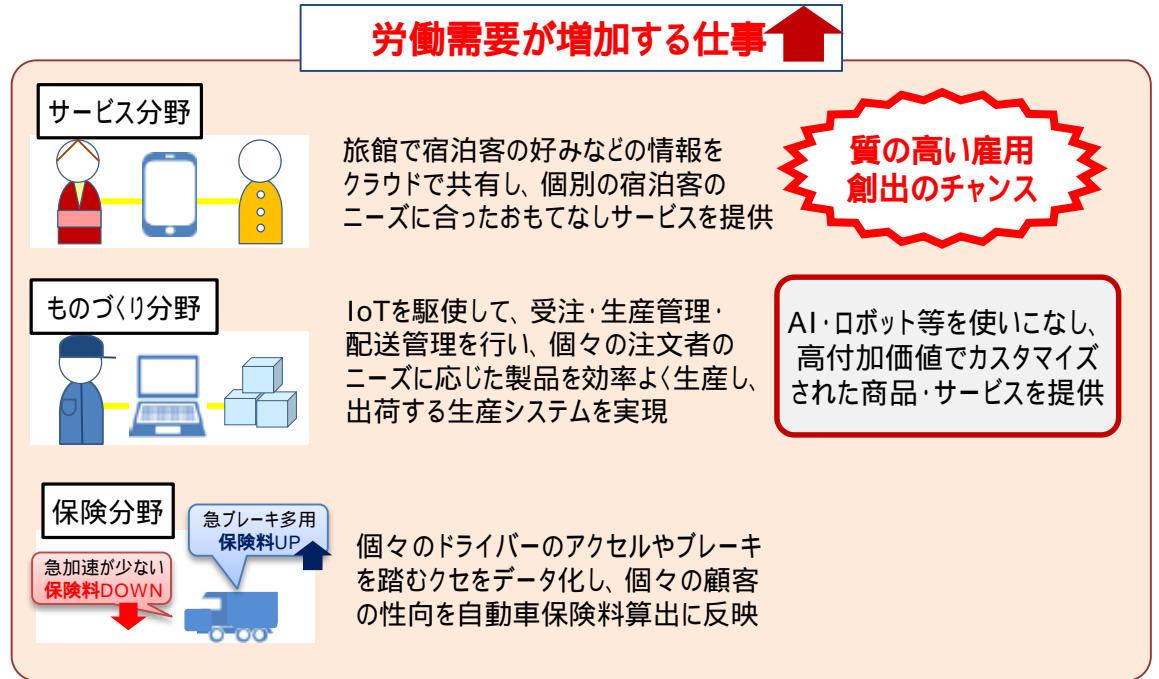 労働需要が増加する仕事
サービス分野
旅館で宿泊客の好みなどの情報を
クラウドで共有し、個別の宿泊客の
ニーズに合ったおもてなしサービスを提供
質の高い雇用
創出のチャンス
ものづくり分野
IoTを駆使して、受注・生産管理・
配送管理を行い、個々の注文者の
ニーズに応じた製品を効率よく生産し、
出荷する生産システムを実現
AI・ロボット等を使いこなし、
高付加価値でカスタマイズ
された商品・サービスを提供
保険分野
急ブレーキ多用
保険料UP
急加速が少ない
保険料DOWN
個々のドライバーのアクセルやブレーキ
を踏むクセをデータ化し、個々の顧客
の性向を自動車保険料算出に反映